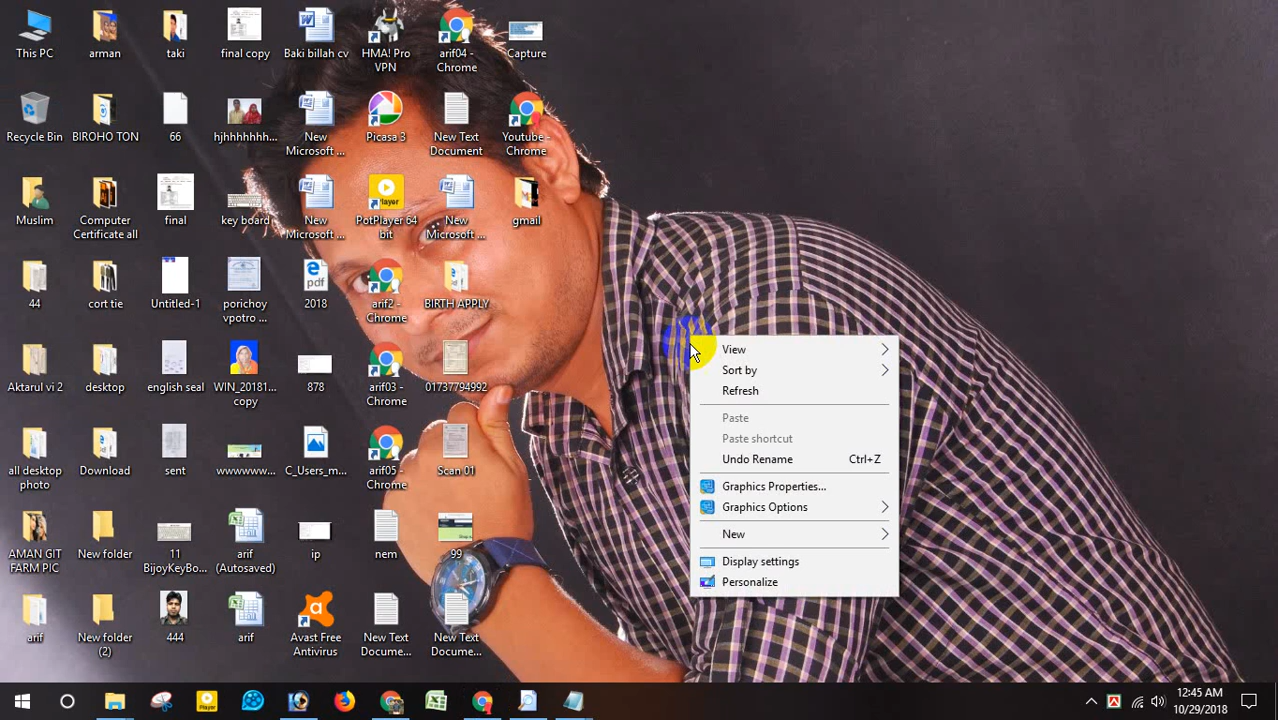 This PC
arman
taki
final copy
Baki billah cv
HMA! Pro
VPN
arif04 -
Chrome
Capture
Recycle Bin
BIROHO TON
66
hjhhhhhhh...
New
Microsoft ...
Picasa 3
New Text
Document
Youtube -
Chrome
Muslim
Computer
Certificate all
final
key board
New
Microsoft ...
Player
PotPlayer 64
bit
New
Microsoft ...
gmail
44
cort tie
Untitled-1
porichoy
vpotro ...
pdf
2018
arif2 -
Chrome
BIRTH APPLY
Aktarul vi 2
desktop
english seal
WIN_20181...
copy
878
arif03 -
Chrome
01737794992
all desktop
photo
Download
sent
wwwwww...
C_Users_m...
arif05 -
Chrome
Scan 01
AMAN GIT
FARM PIC
New folder
11
BijoyKeyBo...
arif
(Autosaved)
ip
nem
99
arif
New folder
(2)
444
arif
Avast Free
Antivirus
New Text
Docume...
New Text
Docume...
View
Sort by
Refresh
Paste
Paste shortcut
Undo Rename Ctrl+Z
Graphics Properties...
Graphics Options
New
Display settings
Personalize
Player
12:45 AM
10/29/2018